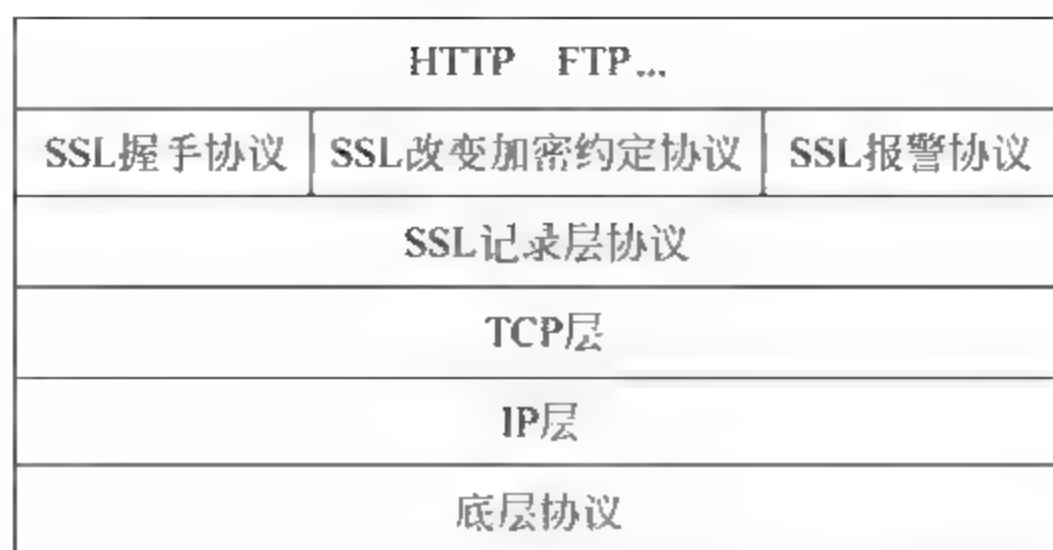 HTTP FTP...
SSL握手协议 SSL改变加密约定协议 SSL报警协议
SSL记录层协议
TCP层
IP层
底层协议